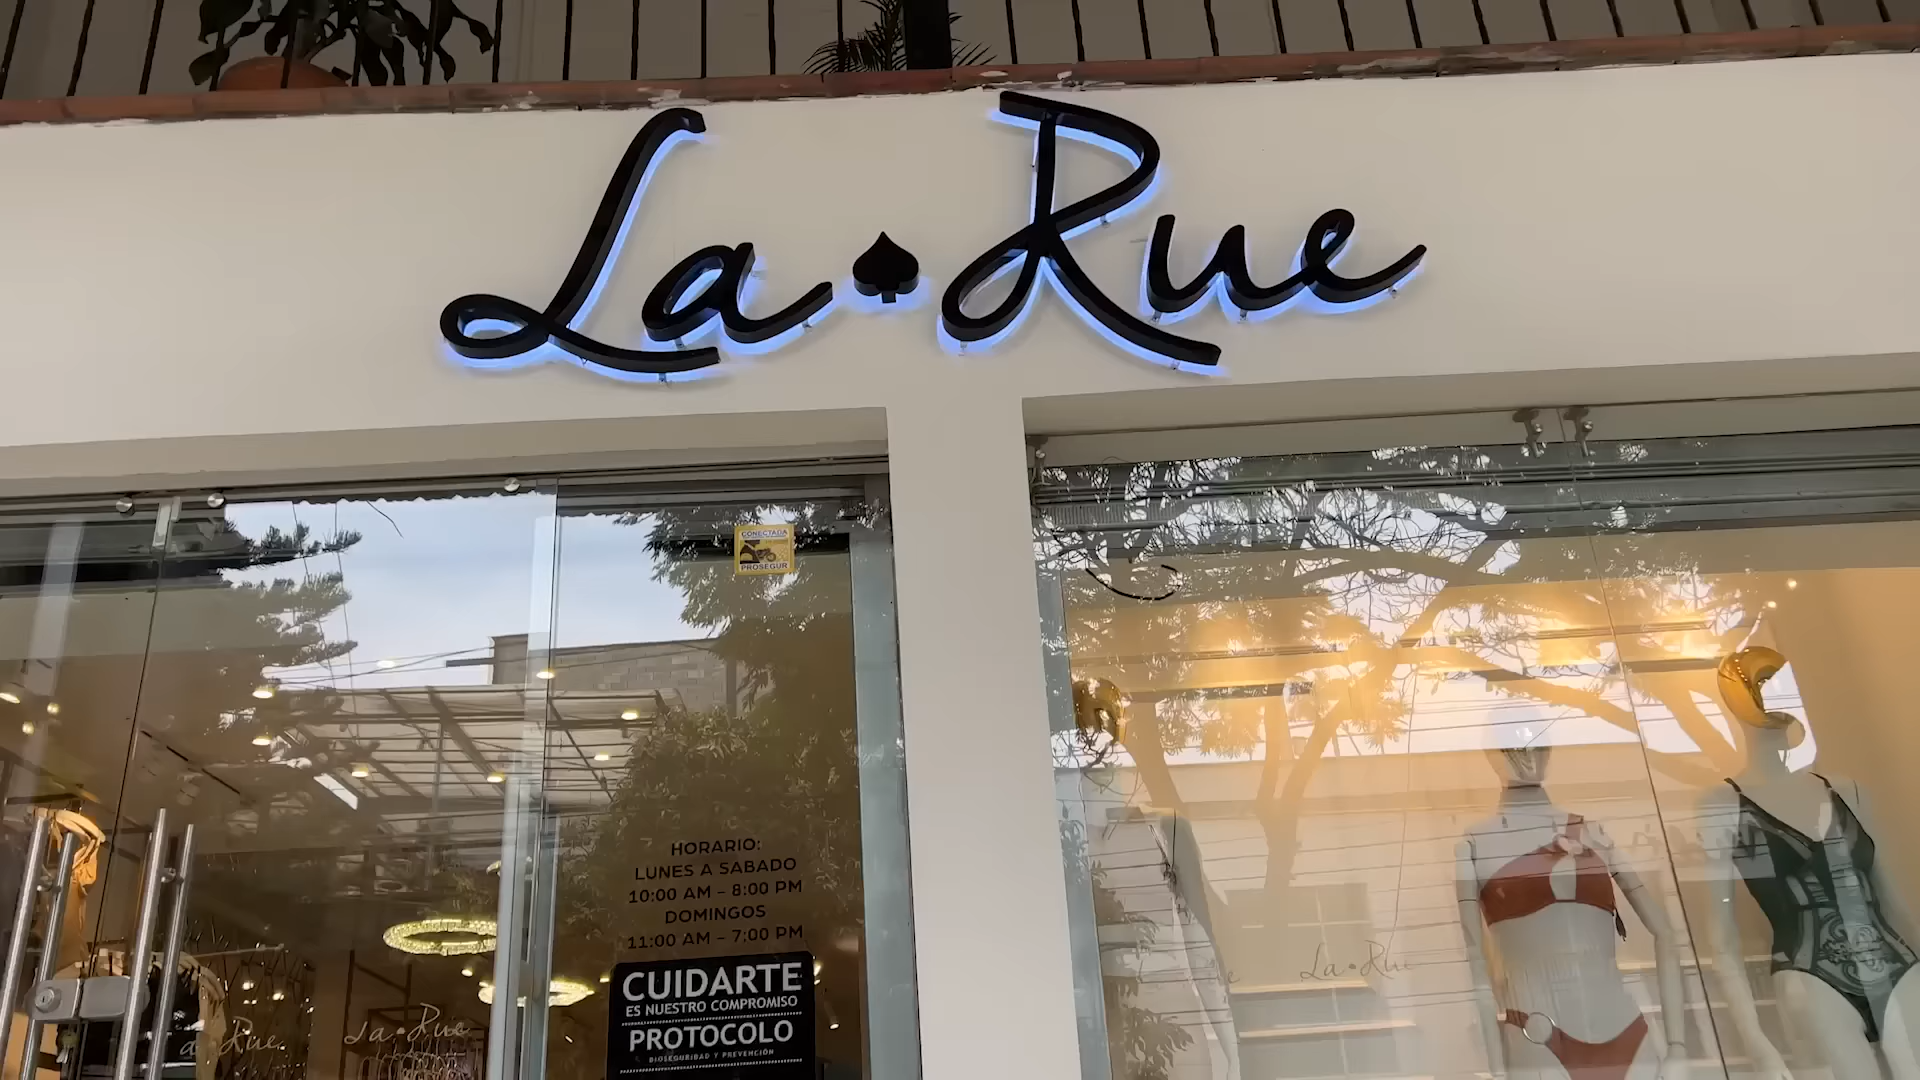 La♠Rue
CONECTADA
PROSEGUR
HORARIO:
LUNES A SABADO
10:00 AM – 8:00 PM
DOMINGOS
11:00 AM – 7:00 PM
CUIDARTE
ES NUESTRO COMPROMISO
PROTOCOLO
BIOSEGURIDAD Y PREVENCIÓN
La•Rue
a Rue
La•Rue